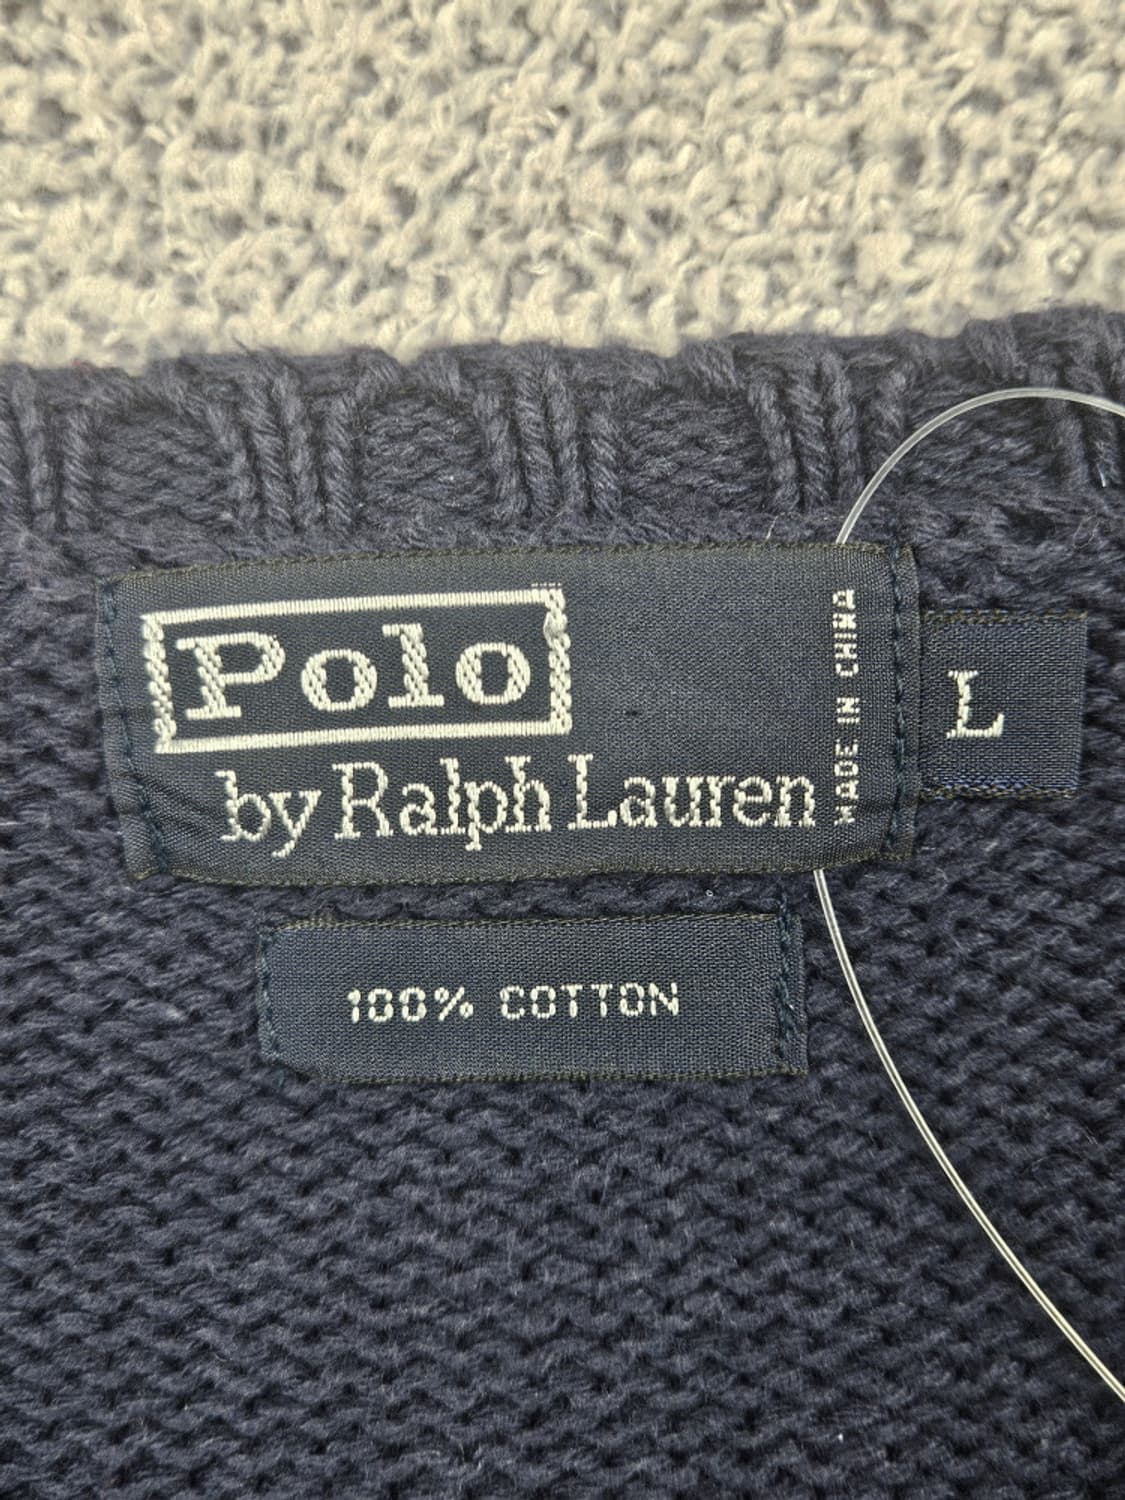 Polo
by Ralph Lauren
MADE IN CHINA
L
100% COTTON